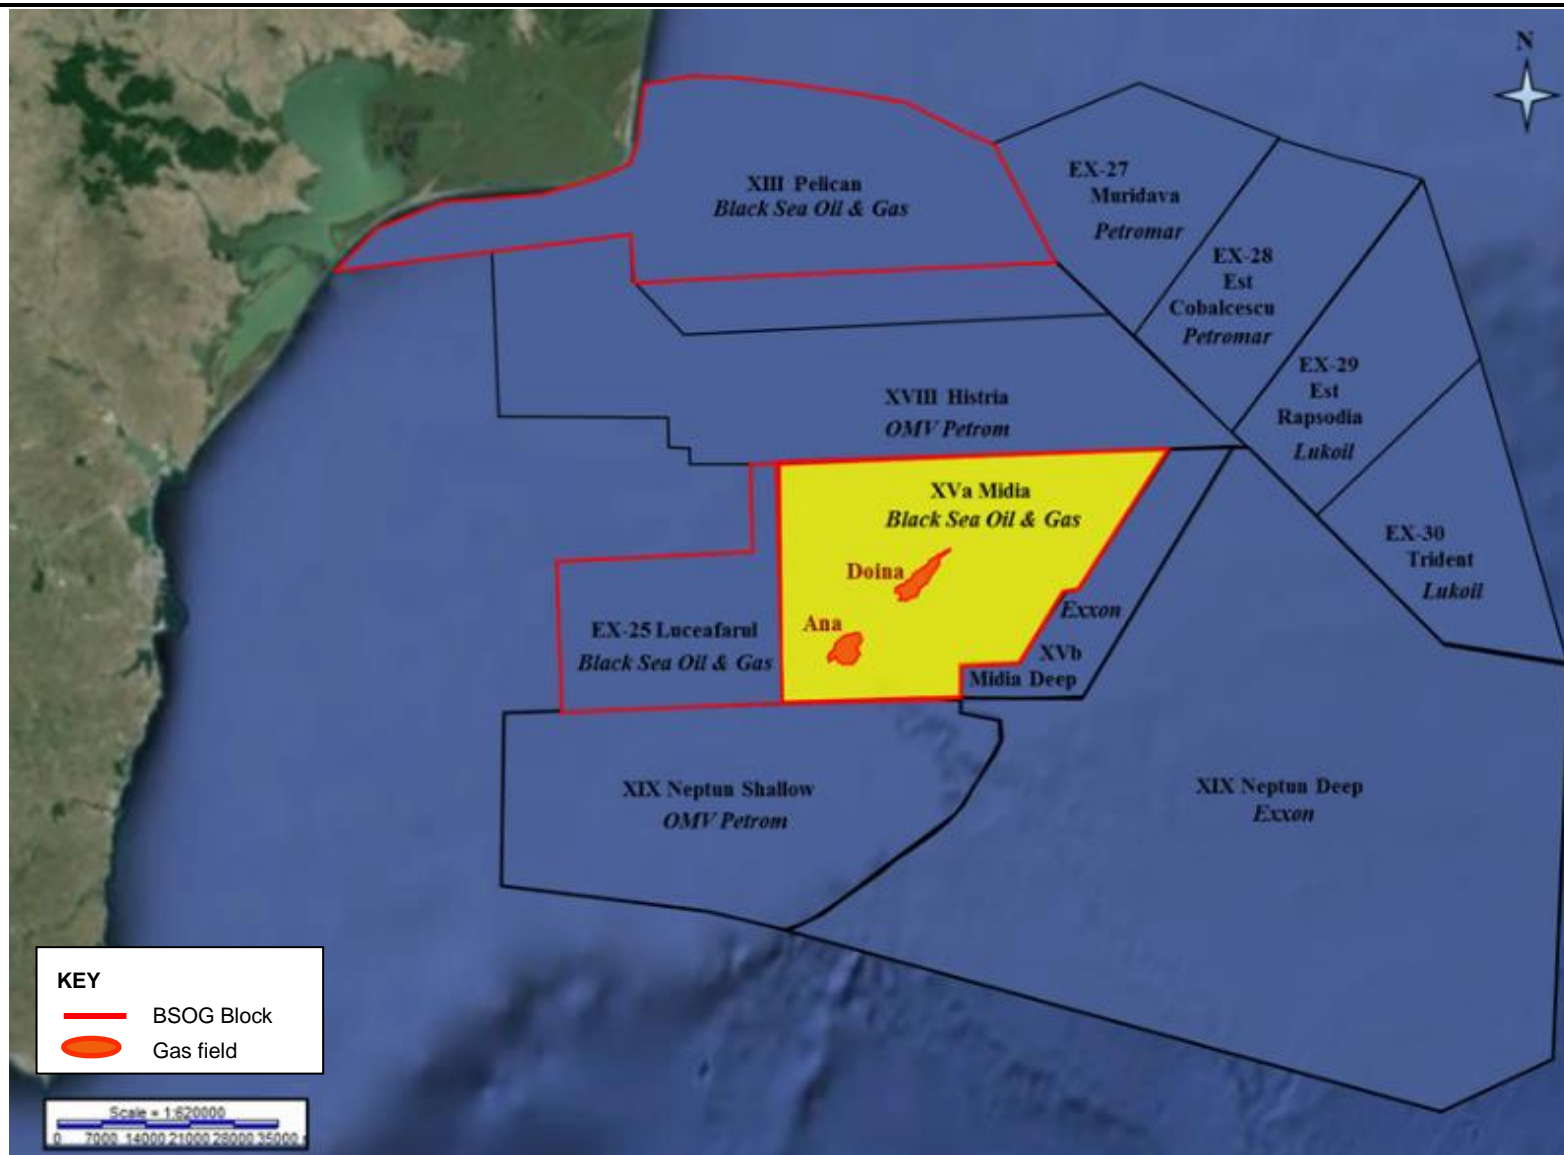 N
XIII Pelican
Black Sea Oil & Gas
EX-27
Muridava
Petromar
EX-28
Est
Cobalcescu
Petromar
EX-29
Est
Rapsodia
Lukoil
EX-30
Trident
Lukoil
XVIII Histria
OMV Petrom
XVa Midia
Black Sea Oil & Gas
Doina
Ana
Exxon
XVb
Midia Deep
EX-25 Luceafarul
Black Sea Oil & Gas
XIX Neptun Shallow
OMV Petrom
XIX Neptun Deep
Exxon
KEY
BSOG Block
Gas field
Scale = 1:620000
0 7000 14000 21000 28000 35000